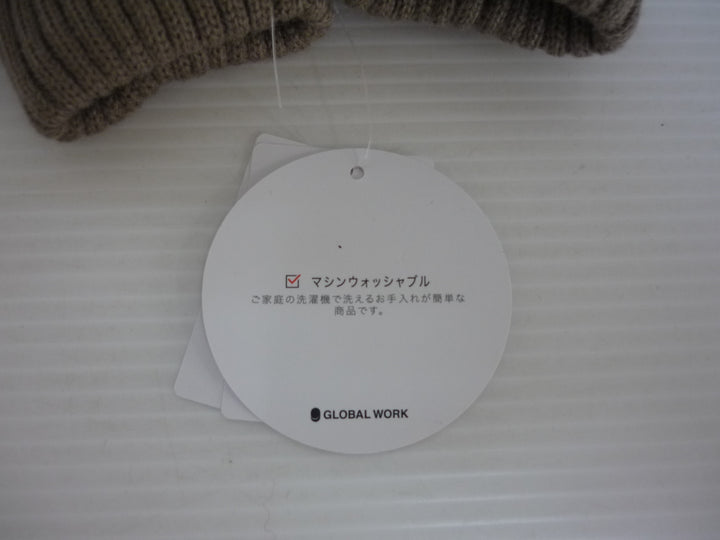 マシンウォッシャブル
ご家庭の洗濯機で洗えるお手入れが簡単な
商品です。
GLOBAL WORK